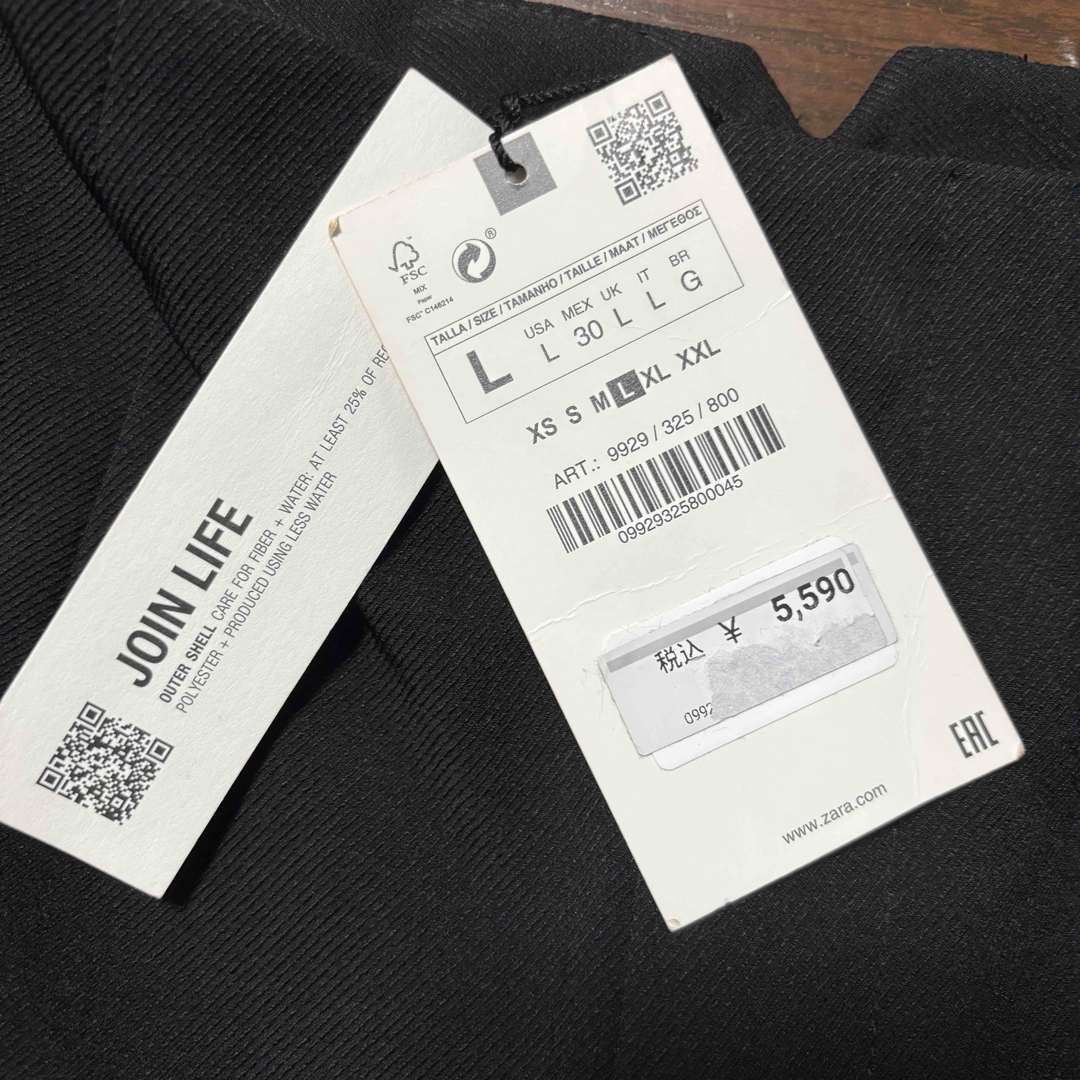 JOIN LIFE
OUTER SHELL CARE FOR FIBER + WATER: AT LEAST 25% OF
POLYESTER + PRODUCED USING LESS WATER
FSC
MIX
Paper
FSC® C148214
®
TALLA / SIZE / TAMANHO / TAILLE / MAAT / ΜΕΓΕΘΟΣ
USA MEX UK IT BR
L L 30 L L G
XS S M L XL XXL
ART.: 9929 / 325 / 800
09929325800045
税込 ¥ 5,590
0992
EAC
www.zara.com